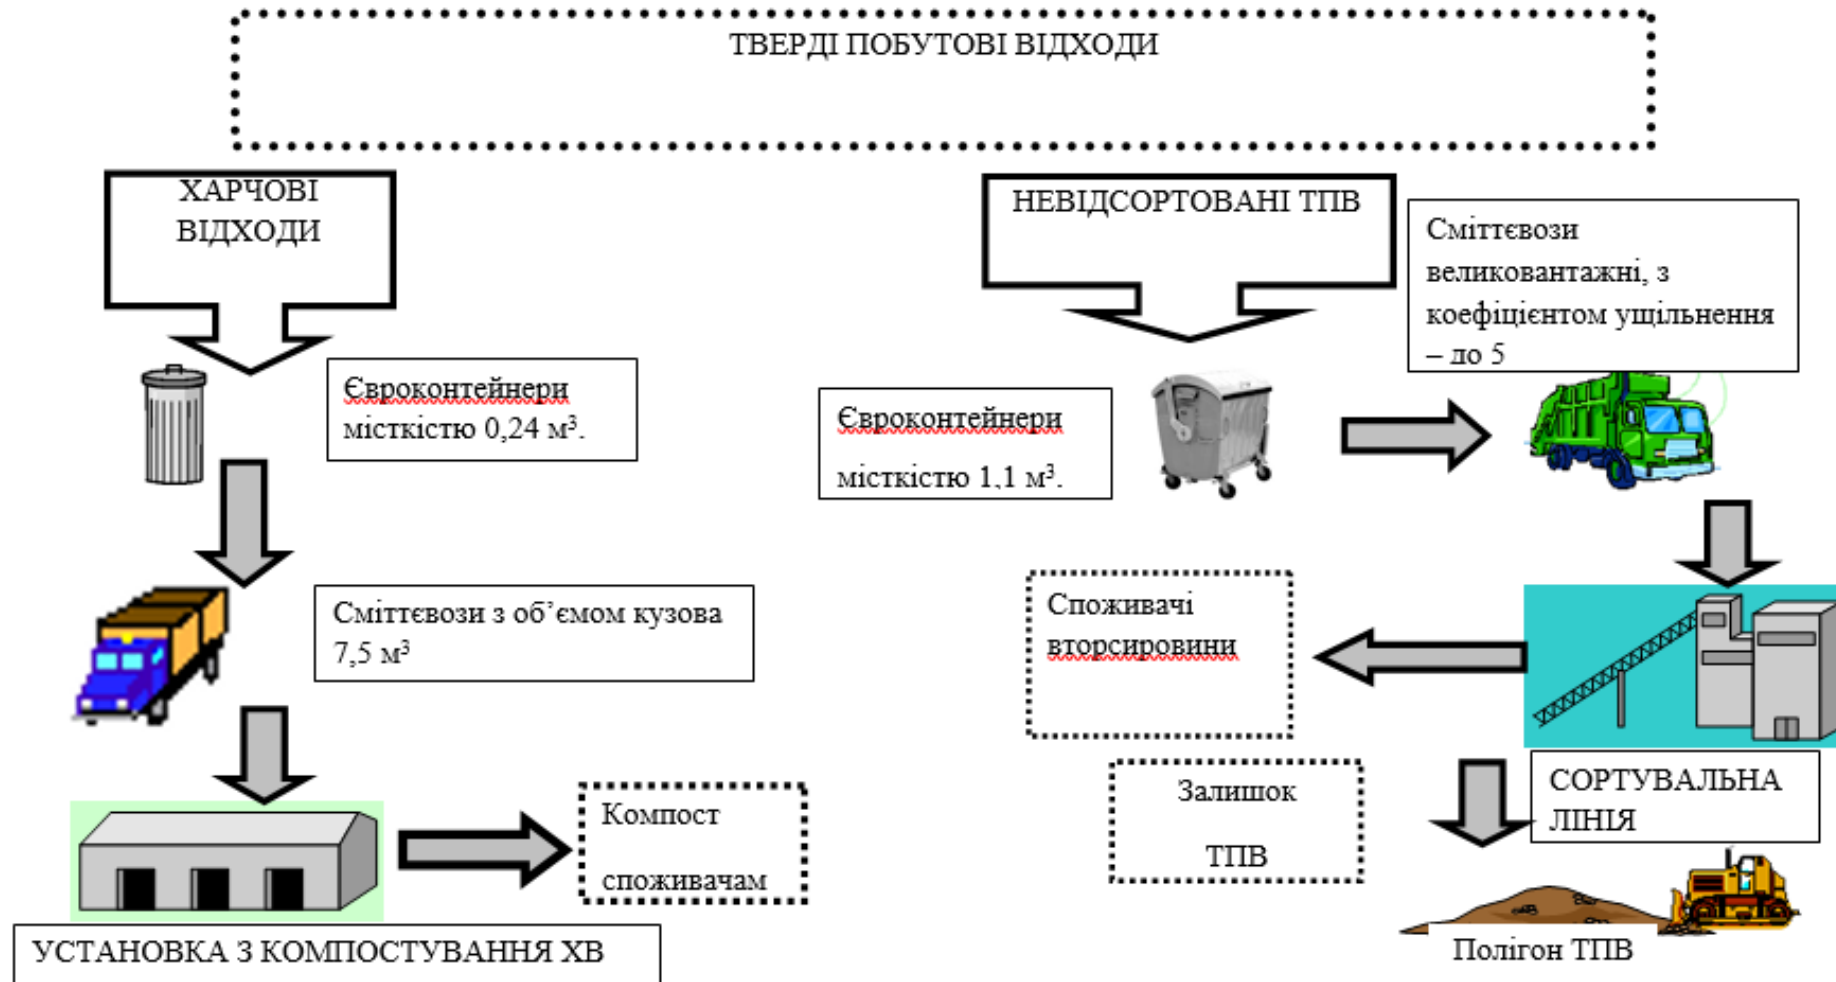 ТВЕРДІ ПОБУТОВІ ВІДХОДИ
ХАРЧОВІ
ВІДХОДИ
Євроконтейнери
місткістю 0,24 м³.
Сміттєвози з об’ємом кузова
7,5 м³
УСТАНОВКА З КОМПОСТУВАННЯ ХВ
Компост
споживачам
НЕВІДСОРТОВАНІ ТПВ
Євроконтейнери
місткістю 1,1 м³.
Сміттєвози
великовантажні, з
коефіцієнтом ущільнення
– до 5
СОРТУВАЛЬНА
ЛІНІЯ
Споживачі
вторсировини
Залишок
ТПВ
Полігон ТПВ